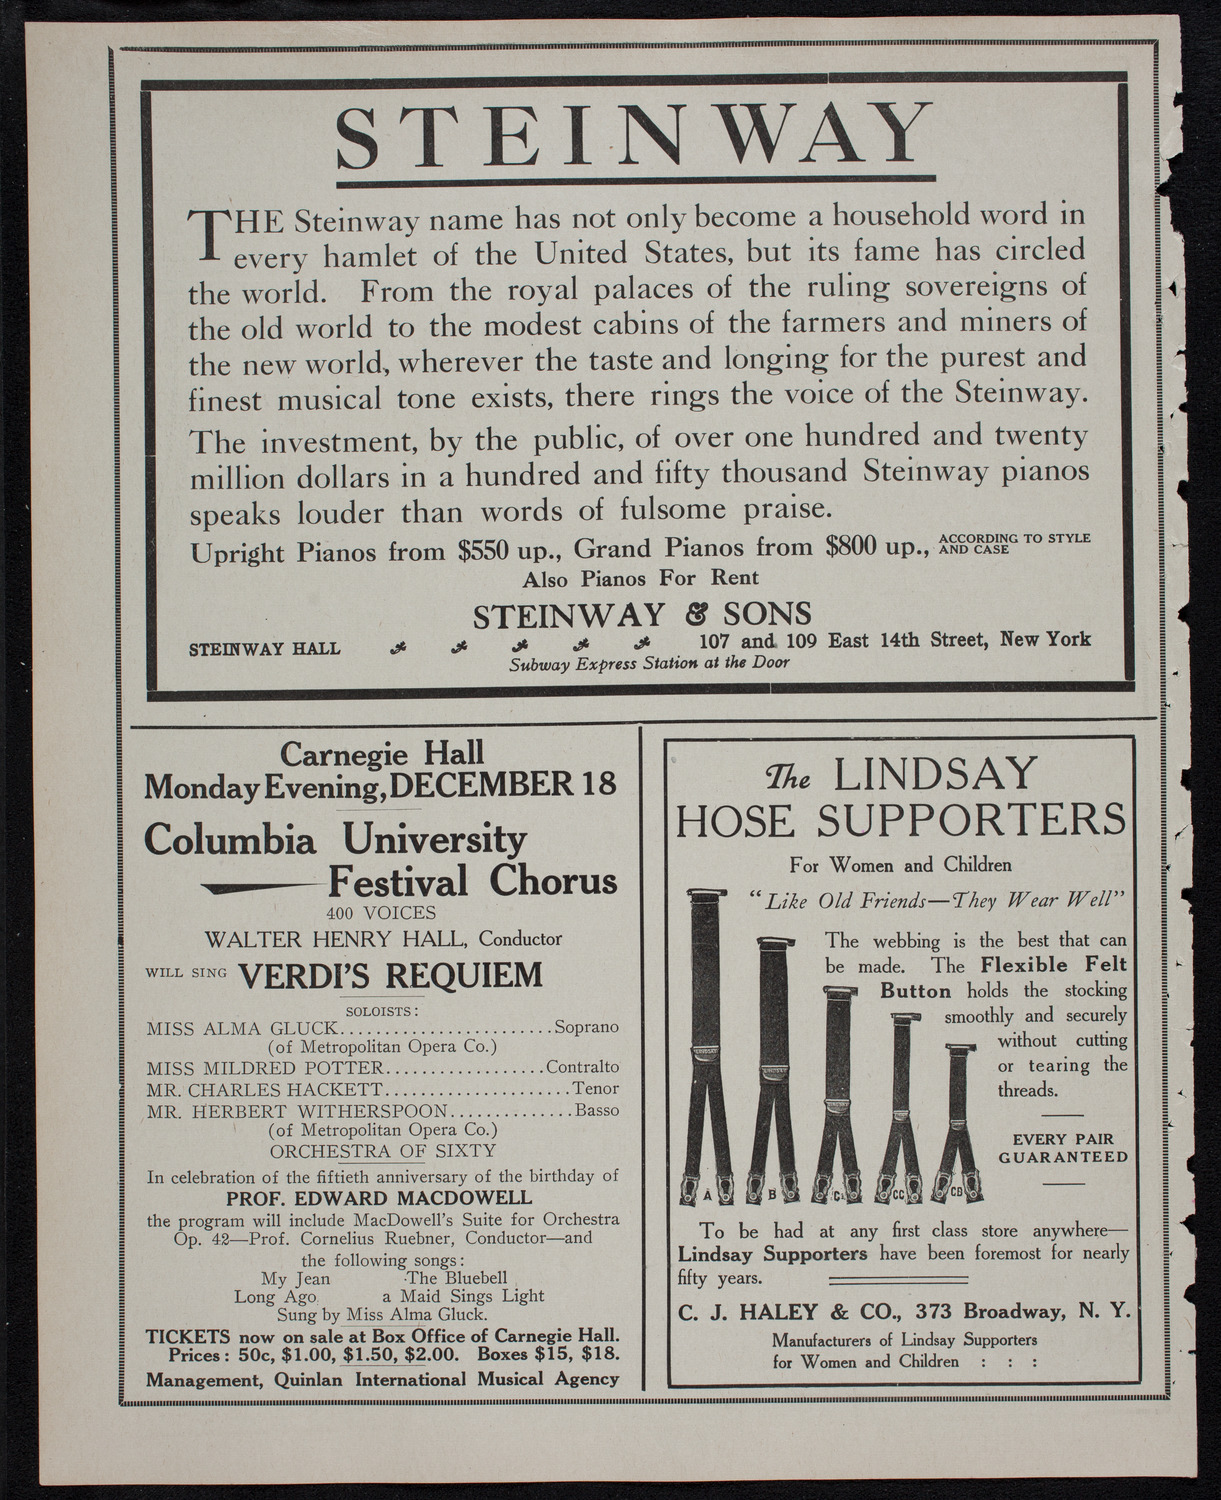 STEINWAY
THE Steinway name has not only become a household word in
every hamlet of the United States, but its fame has circled
the world. From the royal palaces of the ruling sovereigns of
the old world to the modest cabins of the farmers and miners of
the new world, wherever the taste and longing for the purest and
finest musical tone exists, there rings the voice of the Steinway.
The investment, by the public, of over one hundred and twenty
million dollars in a hundred and fifty thousand Steinway pianos
speaks louder than words of fulsome praise.
Upright Pianos from $550 up., Grand Pianos from $800 up., ACCORDING TO STYLE
AND CASE
Also Pianos For Rent
STEINWAY & SONS
STEINWAY HALL 107 and 109 East 14th Street, New York
Subway Express Station at the Door
Carnegie Hall
Monday Evening, DECEMBER 18
Columbia University
Festival Chorus
400 VOICES
WALTER HENRY HALL, Conductor
WILL SING VERDI'S REQUIEM
SOLOISTS:
MISS ALMA GLUCK........................Soprano
(of Metropolitan Opera Co.)
MISS MILDRED POTTER..................Contralto
MR. CHARLES HACKETT.....................Tenor
MR. HERBERT WITHERSPOON..............Basso
(of Metropolitan Opera Co.)
ORCHESTRA OF SIXTY
In celebration of the fiftieth anniversary of the birthday of
PROF. EDWARD MACDOWELL
the program will include MacDowell's Suite for Orchestra
Op. 42—Prof. Cornelius Ruebner, Conductor—and
the following songs:
My Jean The Bluebell
Long Ago a Maid Sings Light
Sung by Miss Alma Gluck.
TICKETS now on sale at Box Office of Carnegie Hall.
Prices: 50c, $1.00, $1.50, $2.00. Boxes $15, $18.
Management, Quinlan International Musical Agency
The LINDSAY
HOSE SUPPORTERS
For Women and Children
"Like Old Friends—They Wear Well"
The webbing is the best that can
be made. The Flexible Felt
Button holds the stocking
smoothly and securely
without cutting
or tearing the
threads.
EVERY PAIR
GUARANTEED
A B C CC CB
To be had at any first class store anywhere—
Lindsay Supporters have been foremost for nearly
fifty years.
C. J. HALEY & CO., 373 Broadway, N. Y.
Manufacturers of Lindsay Supporters
for Women and Children : : :